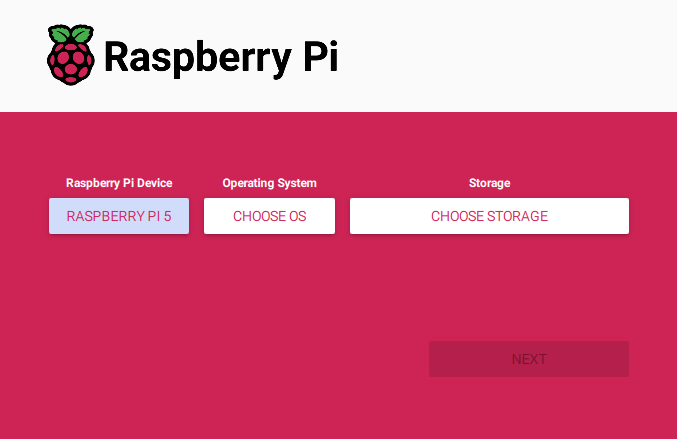 Raspberry Pi
Raspberry Pi Device
Operating System
Storage
RASPBERRY PI 5
CHOOSE OS
CHOOSE STORAGE
NEXT